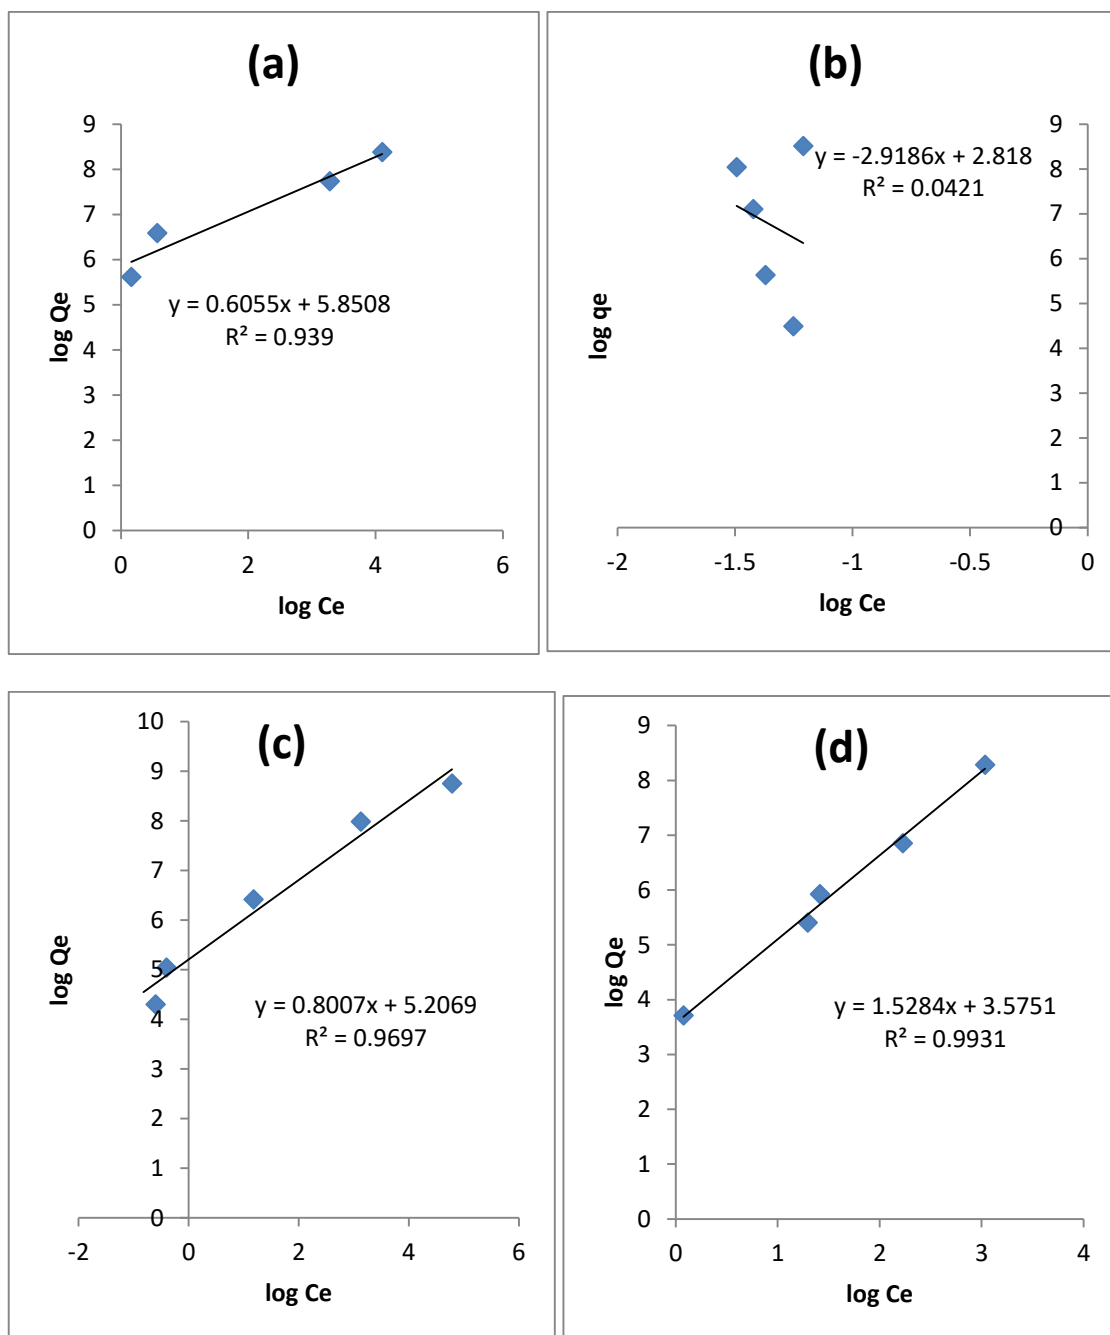 (a)
9
8
7
6
5
4
3
2
1
0
log Qe
y = 0.6055x + 5.8508
R² = 0.939
0 2 4 6
log Ce
(b)
9
8
7
6
5
4
3
2
1
0
log qe
y = -2.9186x + 2.818
R² = 0.0421
-2 -1.5 -1 -0.5 0
log Ce
(c)
10
9
8
7
6
5
4
3
2
1
0
log Qe
y = 0.8007x + 5.2069
R² = 0.9697
-2 0 2 4 6
log Ce
(d)
9
8
7
6
5
4
3
2
1
0
log Qe
y = 1.5284x + 3.5751
R² = 0.9931
0 1 2 3 4
log Ce